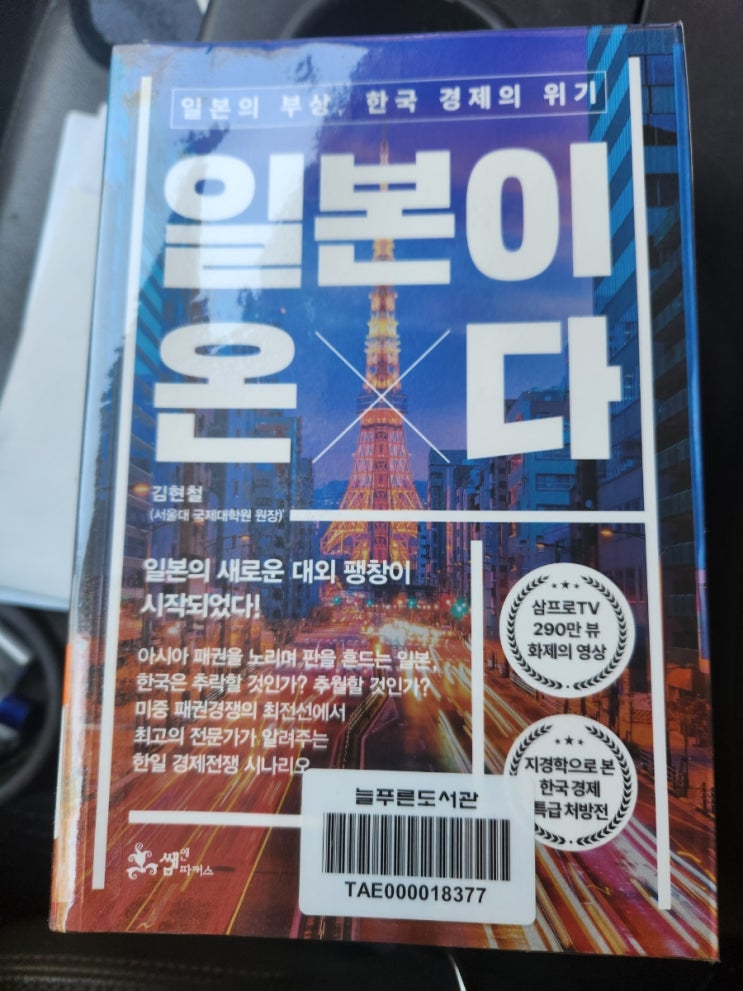 일본의 부상, 한국 경제의 위기
일본이
온다
김현철
(서울대 국제대학원 원장)
일본의 새로운 대외 팽창이
시작되었다!
아시아 패권을 노리며 판을 흔드는 일본,
한국은 추락할 것인가? 추월할 것인가?
미중 패권경쟁의 최전선에서
최고의 전문가가 알려주는
한일 경제전쟁 시나리오
삼프로TV
290만 뷰
화제의 영상
지경학으로 본
한국 경제
특급 처방전
늘푸른도서관
TAE000018377
쌤앤파커스